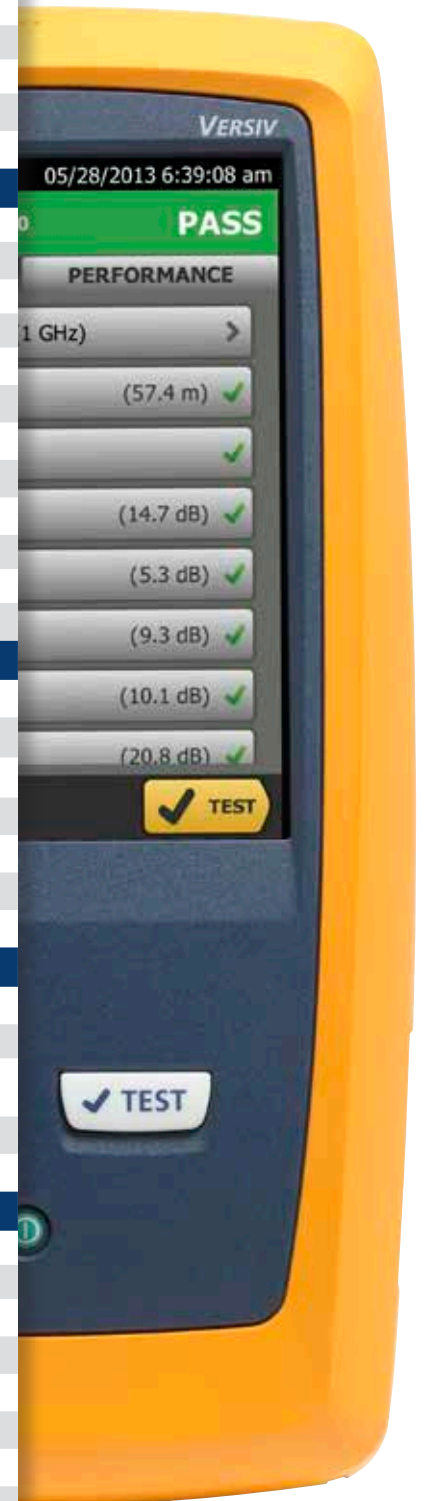 VERSIV
05/28/2013 6:39:08 am
PASS
PERFORMANCE
1 GHz)
(57.4 m)
(14.7 dB)
(5.3 dB)
(9.3 dB)
(10.1 dB)
(20.8 dB)
TEST
TEST